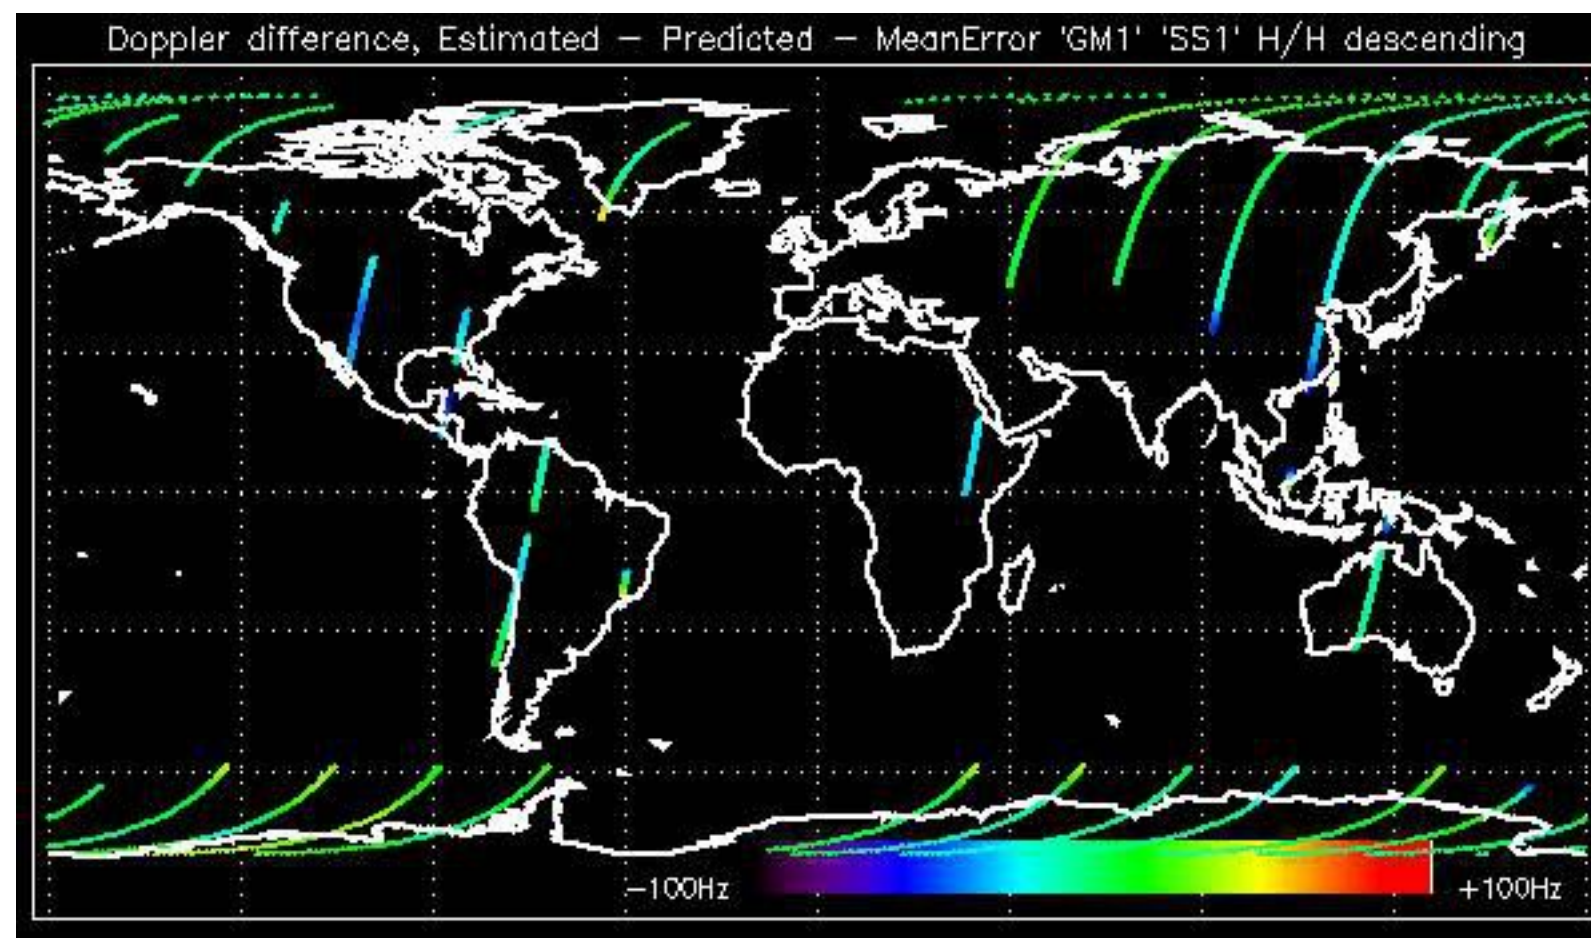 Doppler difference, Estimated - Predicted - MeanError 'GM1' 'SS1' H/H descending
-100Hz +100Hz